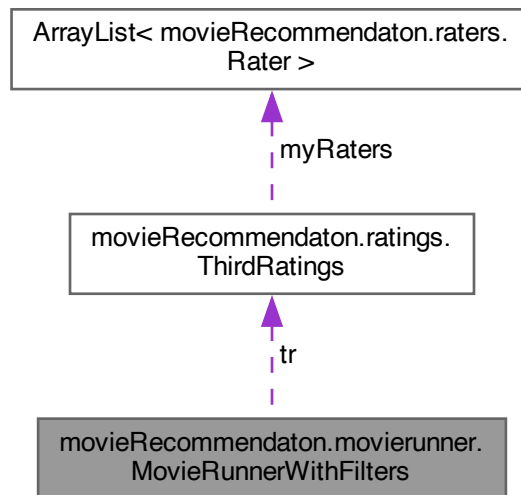 ArrayList< movieRecommendaton.raters.
Rater >
myRaters
movieRecommendaton.ratings.
ThirdRatings
tr
movieRecommendaton.movierunner.
MovieRunnerWithFilters